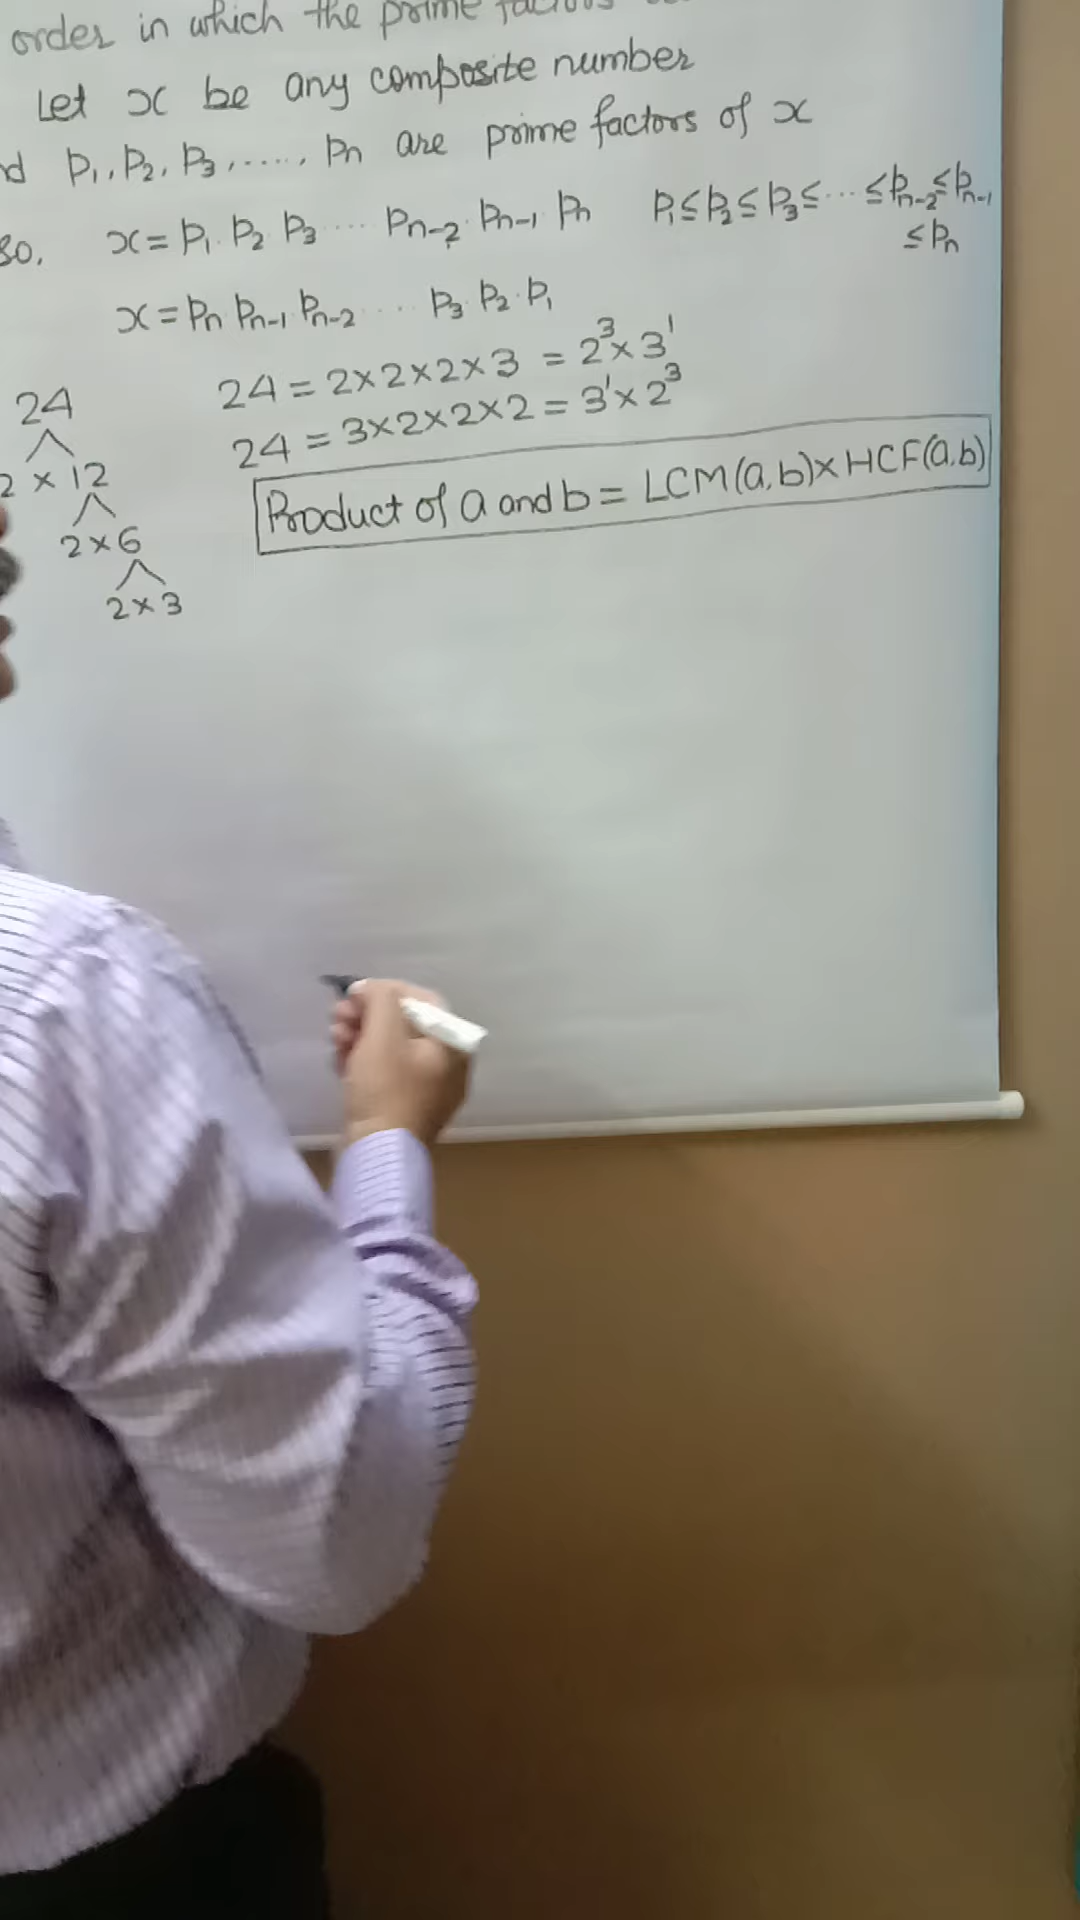 order in which the prime factors
Let x be any composite number
p₁, p₂, p₃, ....., pn are prime factors of x
So, x = p₁ · p₂ · p₃ ... pn-2 · pn-1 · pn p₁ ≤ p₂ ≤ p₃ ≤ ... ≤ pn-2 ≤ pn-1
≤ pn
x = pn · pn-1 · pn-2 ... p₃ · p₂ · p₁
24 = 2×2×2×3 = 2³×3¹
24 = 3×2×2×2 = 3¹×2³
24
2 × 12
2 × 6
2 × 3
Product of a and b = LCM(a,b)×HCF(a,b)